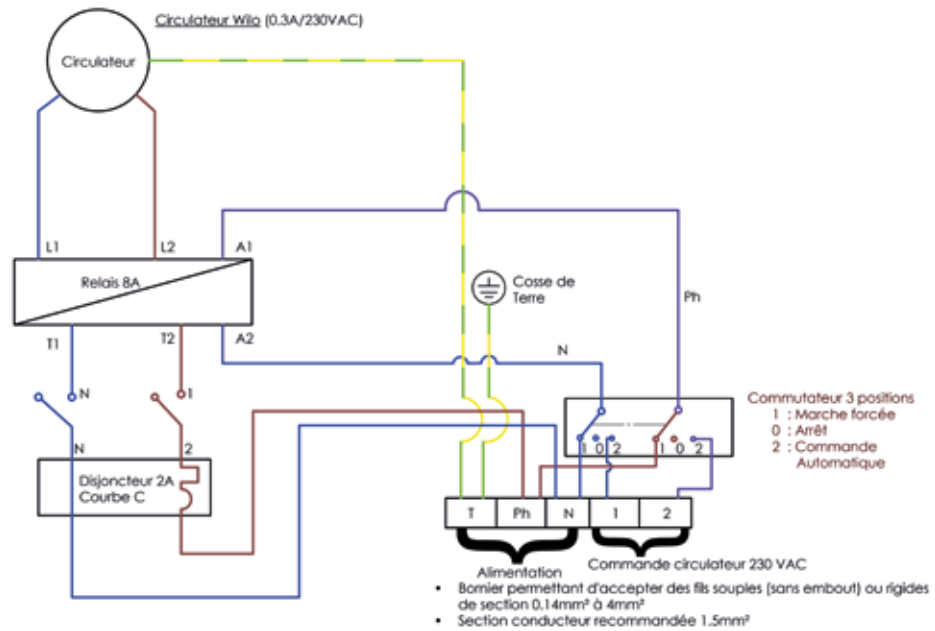 Circulateur Wilo (0.3A/230VAC)
Circulateur
L1
L2
A1
Relais 8A
Cosse de
Terre
Ph
T1
T2
A2
N
N
1
Commutateur 3 positions
1 : Marche forcée
0 : Arrêt
2 : Commande
Automatique
1 0 2
1 0 2
N
2
Disjoncteur 2A
Courbe C
T
Ph
N
1
2
Alimentation
Commande circulateur 230 VAC
▪ Bornier permettant d'accepter des fils souples (sans embout) ou rigides
de section 0.14mm² à 4mm²
▪ Section conducteur recommandée 1.5mm²